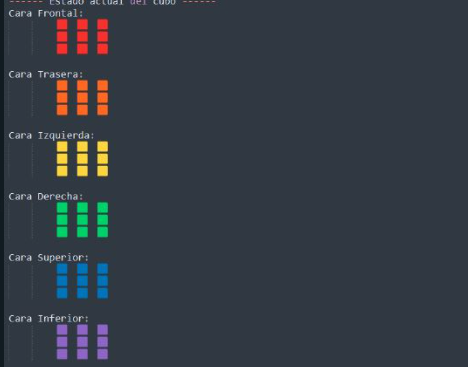 ------ Estado actual del cubo ------
Cara Frontal:
Cara Trasera:
Cara Izquierda:
Cara Derecha:
Cara Superior:
Cara Inferior: